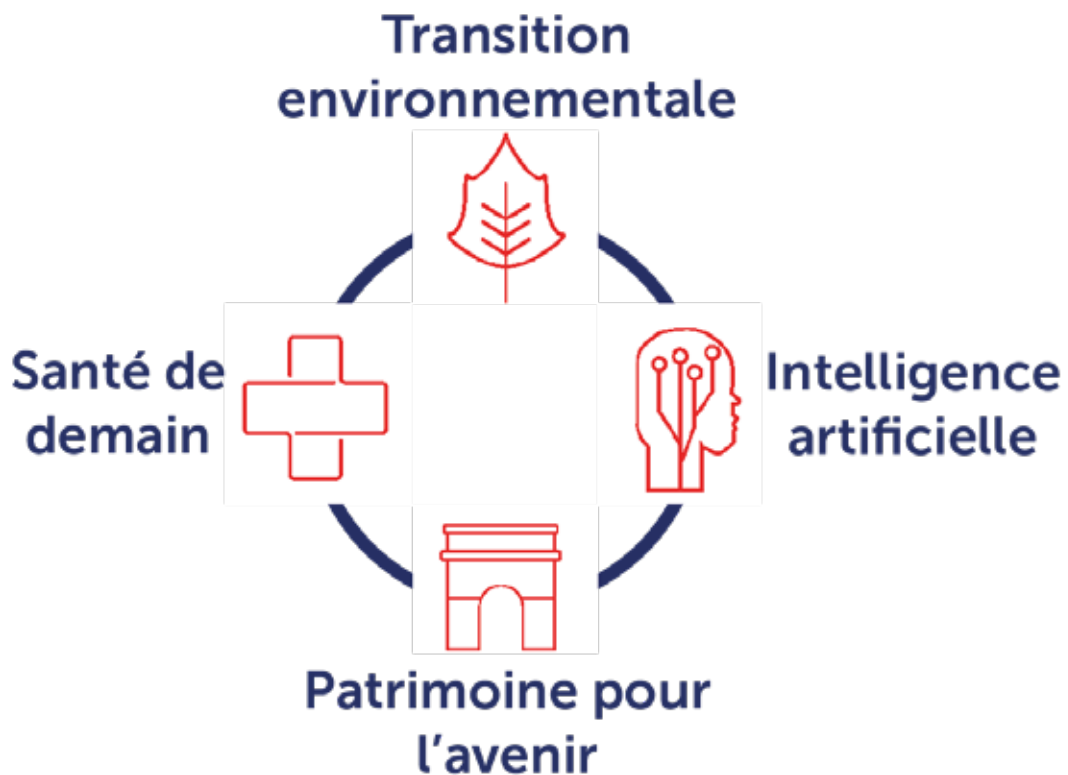 Transition
environnementale
Santé de
demain
Intelligence
artificielle
Patrimoine pour
l'avenir